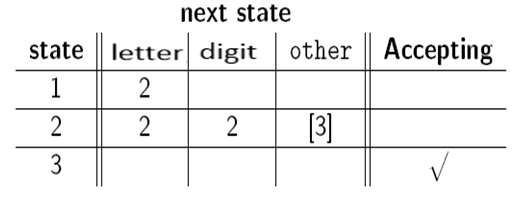 next state
state letter digit other Accepting
1 2
2 2 2 [3]
3 √